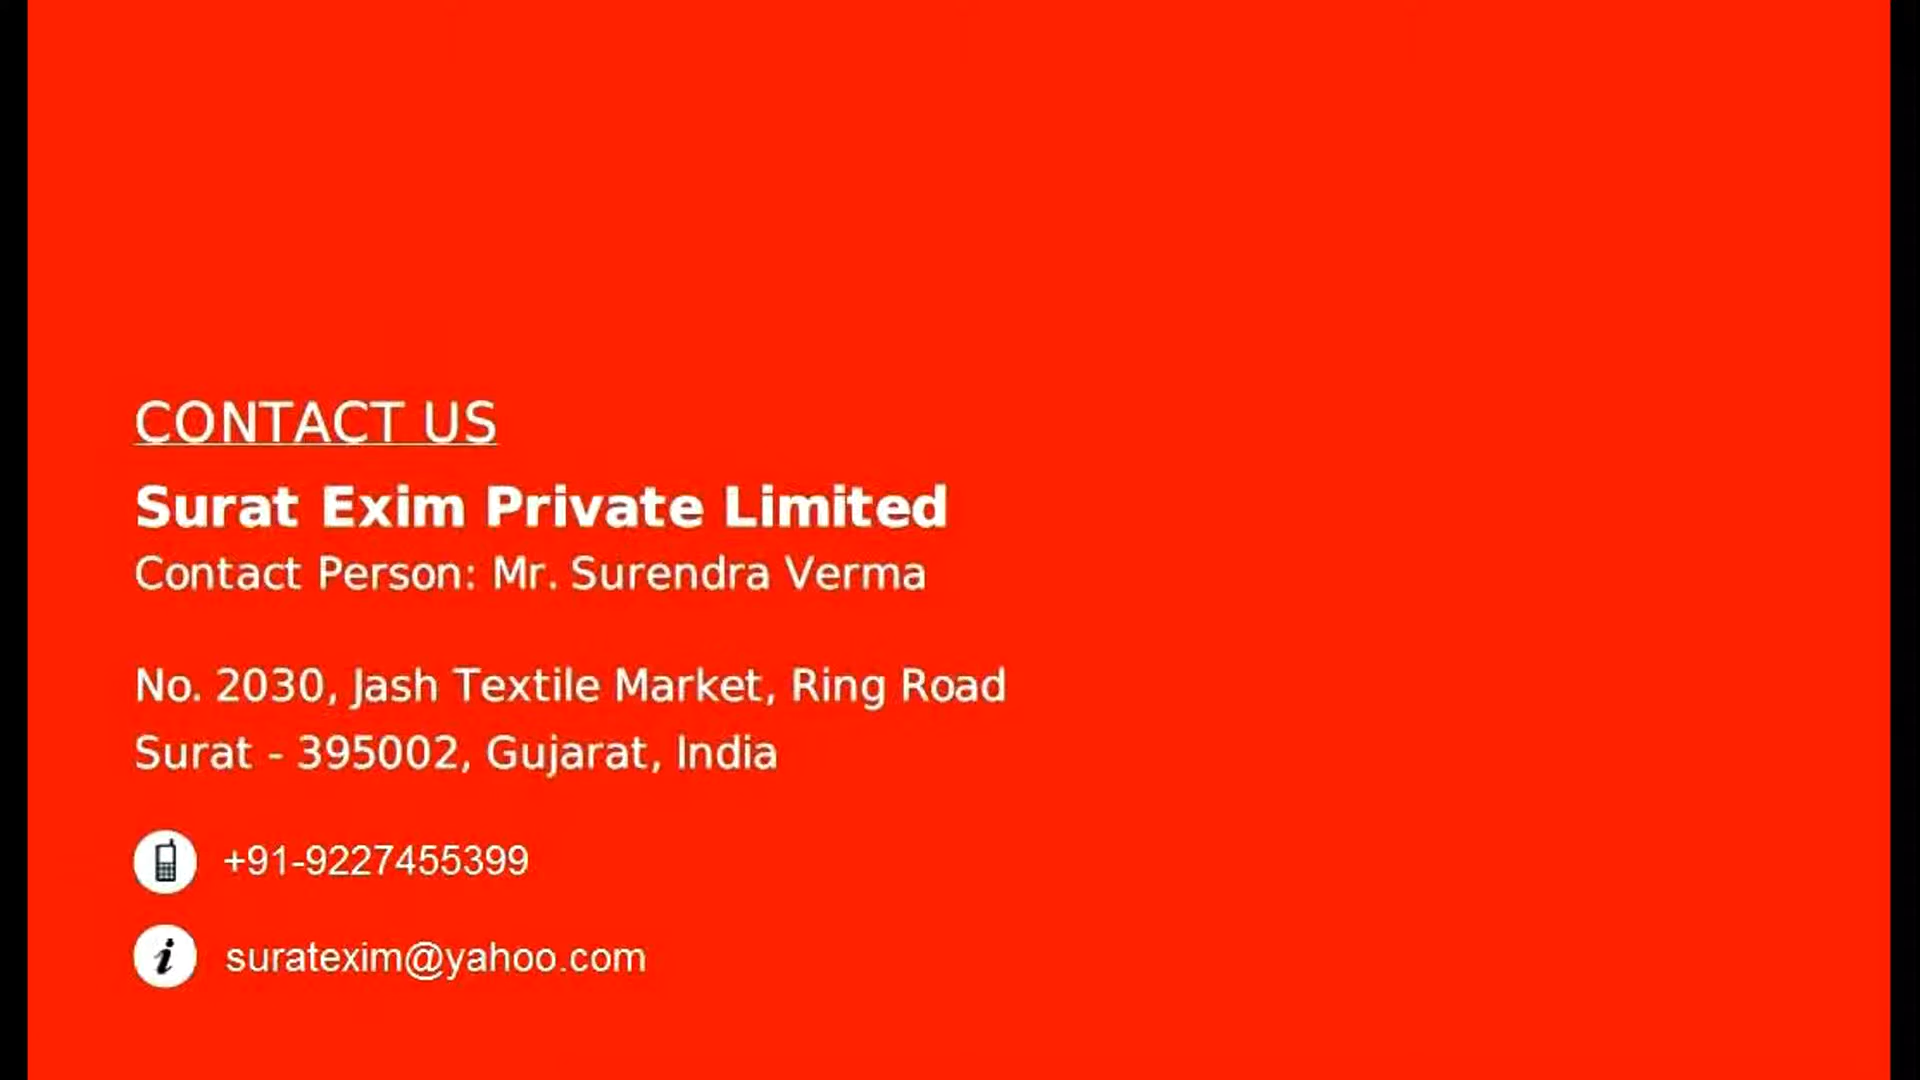 CONTACT US
Surat Exim Private Limited
Contact Person: Mr. Surendra Verma
No. 2030, Jash Textile Market, Ring Road
Surat - 395002, Gujarat, India
+91-9227455399
suratexim@yahoo.com